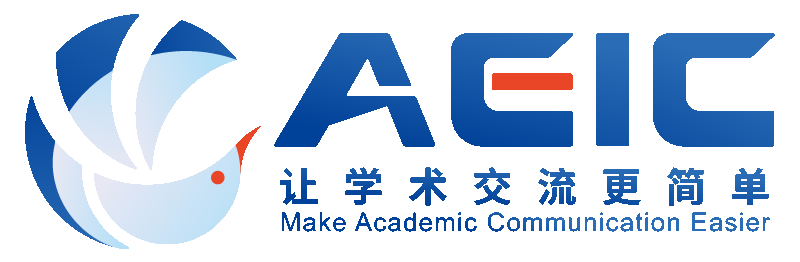 AEIC
让学术交流更简单
Make Academic Communication Easier